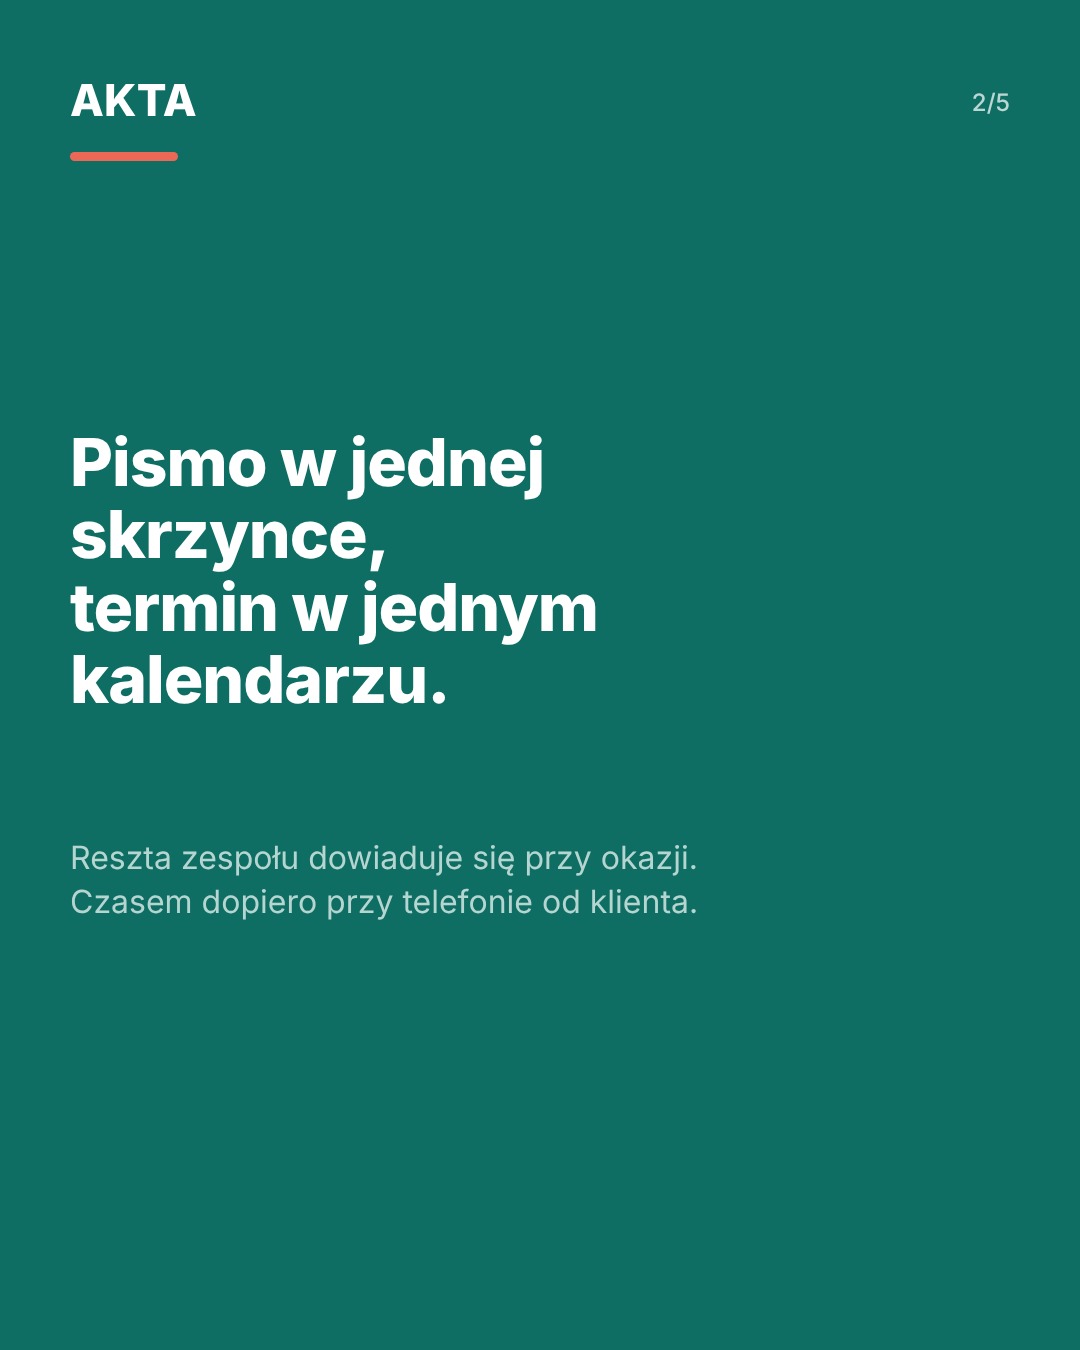 AKTA
2/5
Pismo w jednej
skrzynce,
termin w jednym
kalendarzu.
Reszta zespołu dowiaduje się przy okazji.
Czasem dopiero przy telefonie od klienta.